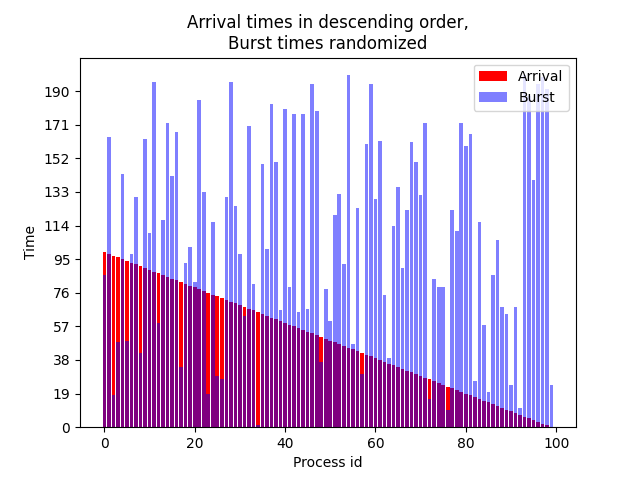 Arrival times in descending order,
Burst times randomized
Arrival
Burst
190
171
152
133
114
95
76
57
38
19
0
Time
0 20 40 60 80 100
Process id